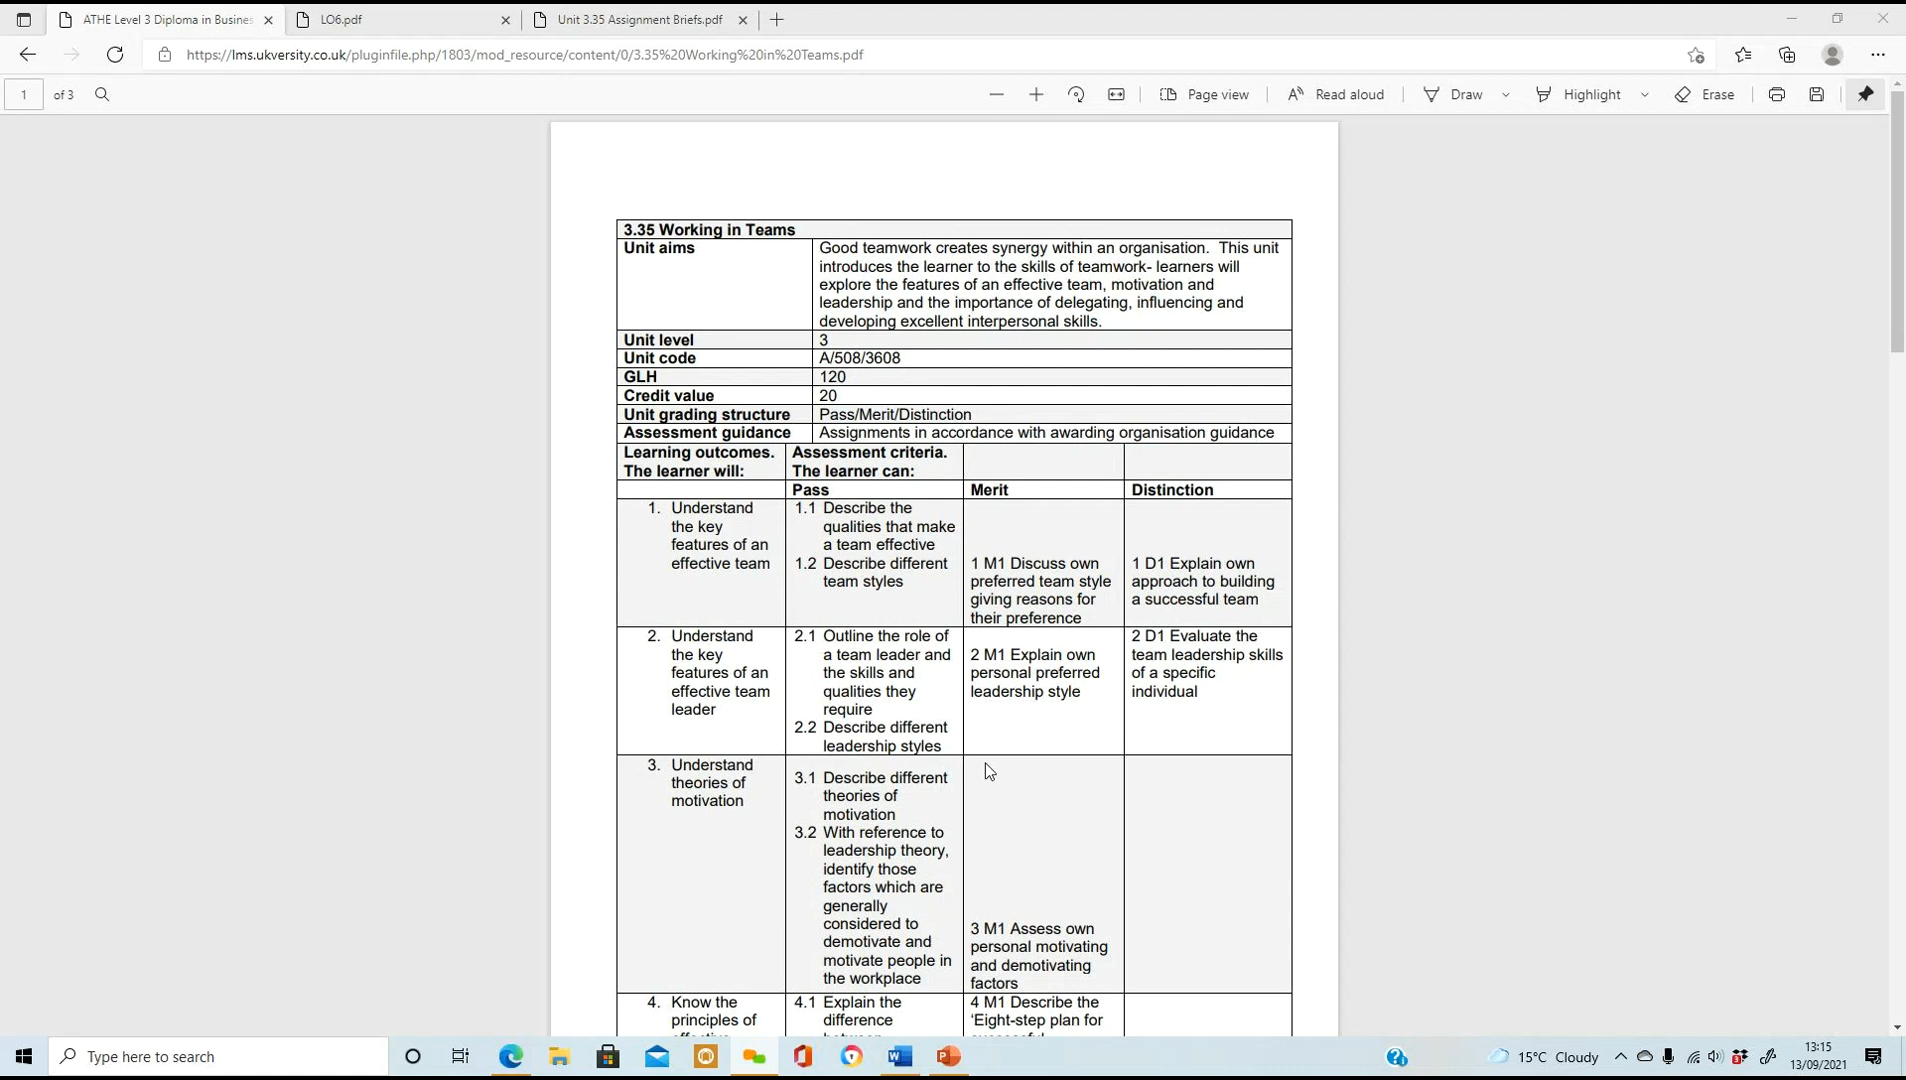 ATHE Level 3 Diploma in Busines
LO6.pdf
Unit 3.35 Assignment Briefs.pdf
https://lms.ukversity.co.uk/pluginfile.php/1803/mod_resource/content/0/3.35%20Working%20in%20Teams.pdf
1 of 3
Page view
Read aloud
Draw
Highlight
Erase
3.35 Working in Teams
Unit aims
Good teamwork creates synergy within an organisation. This unit
introduces the learner to the skills of teamwork- learners will
explore the features of an effective team, motivation and
leadership and the importance of delegating, influencing and
developing excellent interpersonal skills.
Unit level 3
Unit code A/508/3608
GLH 120
Credit value 20
Unit grading structure Pass/Merit/Distinction
Assessment guidance Assignments in accordance with awarding organisation guidance
Learning outcomes.
The learner will:
Assessment criteria.
The learner can:
Pass Merit Distinction
1. Understand
the key
features of an
effective team
1.1 Describe the
qualities that make
a team effective
1.2 Describe different
team styles
1 M1 Discuss own
preferred team style
giving reasons for
their preference
1 D1 Explain own
approach to building
a successful team
2. Understand
the key
features of an
effective team
leader
2.1 Outline the role of
a team leader and
the skills and
qualities they
require
2.2 Describe different
leadership styles
2 M1 Explain own
personal preferred
leadership style
2 D1 Evaluate the
team leadership skills
of a specific
individual
3. Understand
theories of
motivation
3.1 Describe different
theories of
motivation
3.2 With reference to
leadership theory,
identify those
factors which are
generally
considered to
demotivate and
motivate people in
the workplace
3 M1 Assess own
personal motivating
and demotivating
factors
4. Know the
principles of
4.1 Explain the
difference
4 M1 Describe the
‘Eight-step plan for
Type here to search
15°C Cloudy
13:15
13/09/2021